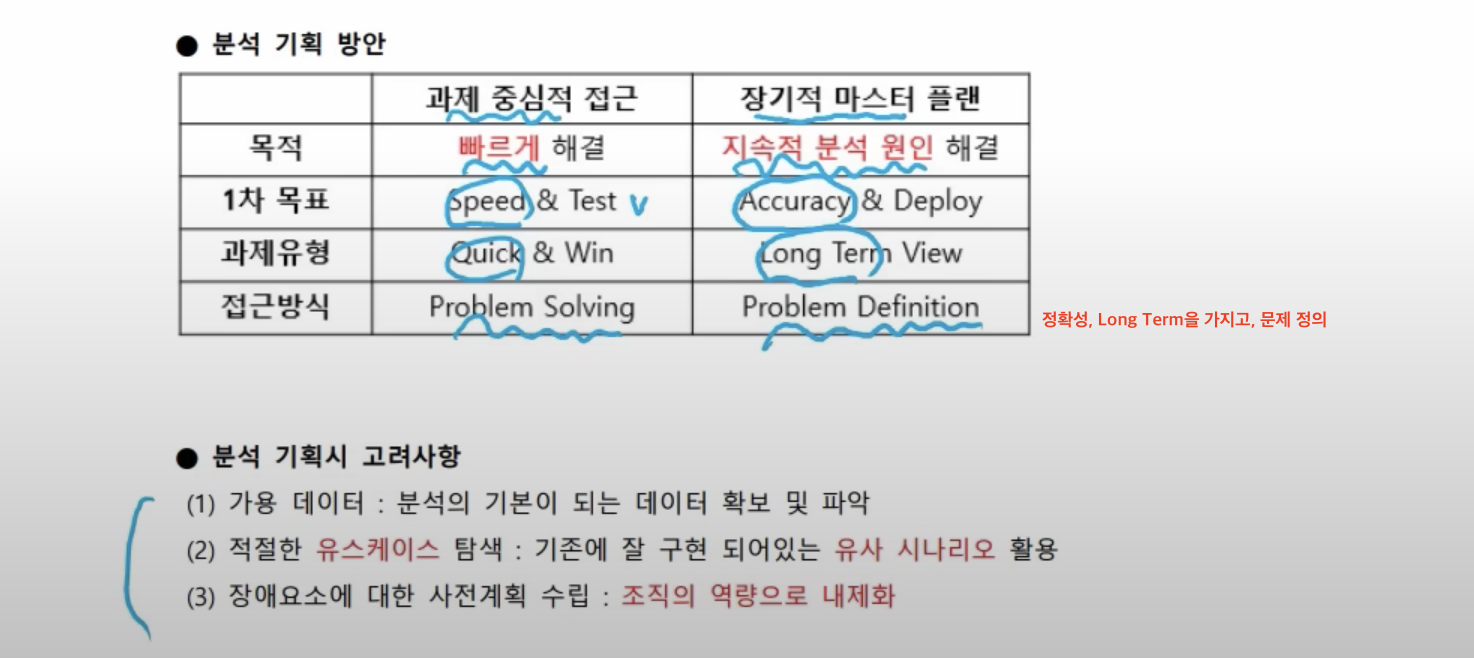 ● 분석 기획 방안
과제 중심적 접근 장기적 마스터 플랜
목적 빠르게 해결 지속적 분석 원인 해결
1차 목표 Speed & Test v Accuracy & Deploy
과제유형 Quick & Win Long Term View
접근방식 Problem Solving Problem Definition
정확성, Long Term을 가지고, 문제 정의
● 분석 기획시 고려사항
(1) 가용 데이터 : 분석의 기본이 되는 데이터 확보 및 파악
(2) 적절한 유스케이스 탐색 : 기존에 잘 구현 되어있는 유사 시나리오 활용
(3) 장애요소에 대한 사전계획 수립 : 조직의 역량으로 내제화